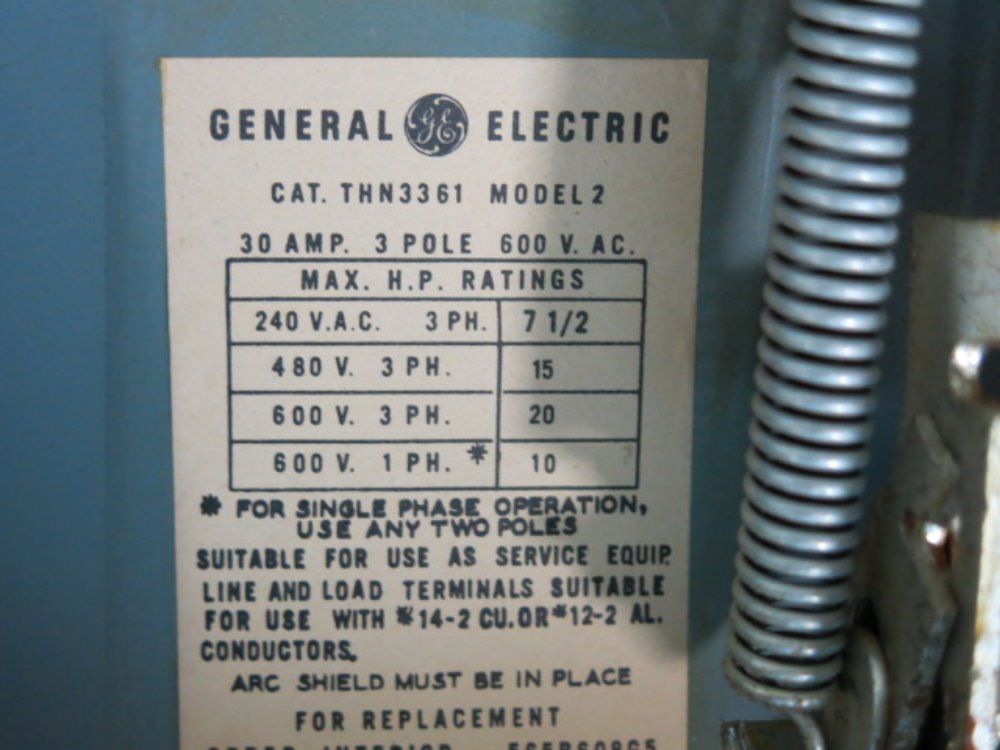 GENERAL GE ELECTRIC
CAT. THN3361 MODEL 2
30 AMP. 3 POLE 600 V. AC.
MAX. H.P. RATINGS
240 V.A.C. 3 PH. 7 1/2
480 V. 3 PH. 15
600 V. 3 PH. 20
600 V. 1 PH. * 10
* FOR SINGLE PHASE OPERATION,
USE ANY TWO POLES
SUITABLE FOR USE AS SERVICE EQUIP.
LINE AND LOAD TERMINALS SUITABLE
FOR USE WITH #14-2 CU. OR #12-2 AL.
CONDUCTORS.
ARC SHIELD MUST BE IN PLACE
FOR REPLACEMENT
ORDER INTERIOR